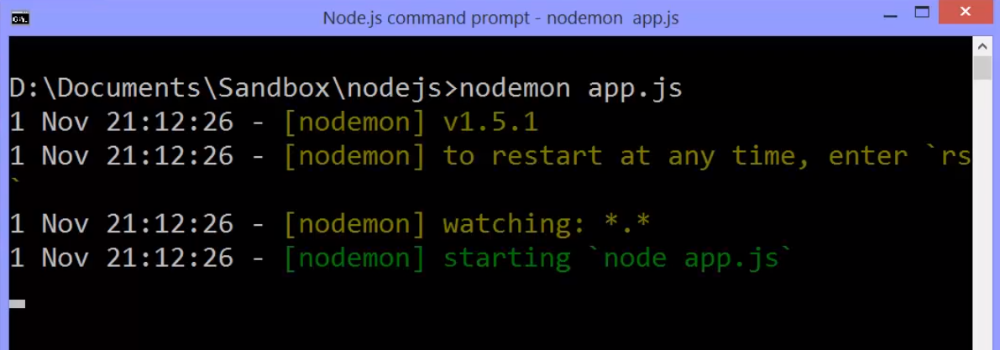 Node.js command prompt - nodemon  app.js
D:\Documents\Sandbox\nodejs>nodemon app.js
1 Nov 21:12:26 - [nodemon] v1.5.1
1 Nov 21:12:26 - [nodemon] to restart at any time, enter `rs
`
1 Nov 21:12:26 - [nodemon] watching: *.*
1 Nov 21:12:26 - [nodemon] starting `node app.js`